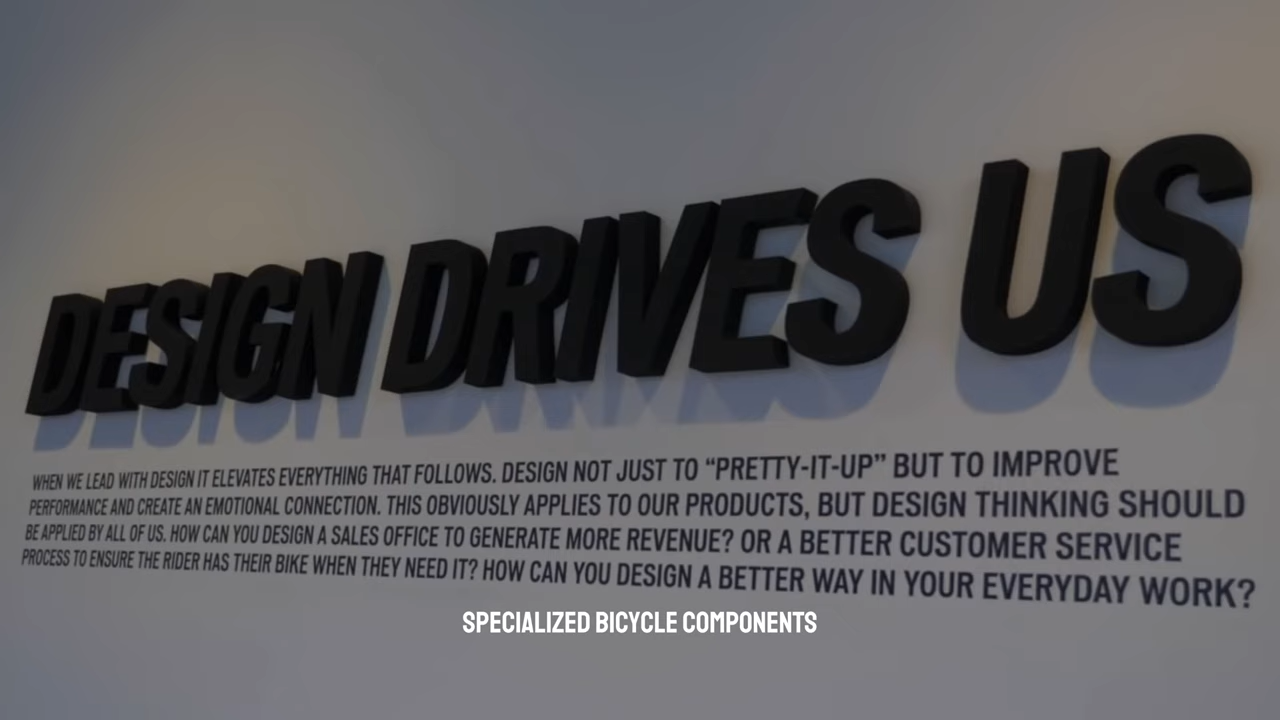 DESIGN DRIVES US
WHEN WE LEAD WITH DESIGN IT ELEVATES EVERYTHING THAT FOLLOWS. DESIGN NOT JUST TO “PRETTY-IT-UP” BUT TO IMPROVE
PERFORMANCE AND CREATE AN EMOTIONAL CONNECTION. THIS OBVIOUSLY APPLIES TO OUR PRODUCTS, BUT DESIGN THINKING SHOULD
BE APPLIED BY ALL OF US. HOW CAN YOU DESIGN A SALES OFFICE TO GENERATE MORE REVENUE? OR A BETTER CUSTOMER SERVICE
PROCESS TO ENSURE THE RIDER HAS THEIR BIKE WHEN THEY NEED IT? HOW CAN YOU DESIGN A BETTER WAY IN YOUR EVERYDAY WORK?
SPECIALIZED BICYCLE COMPONENTS